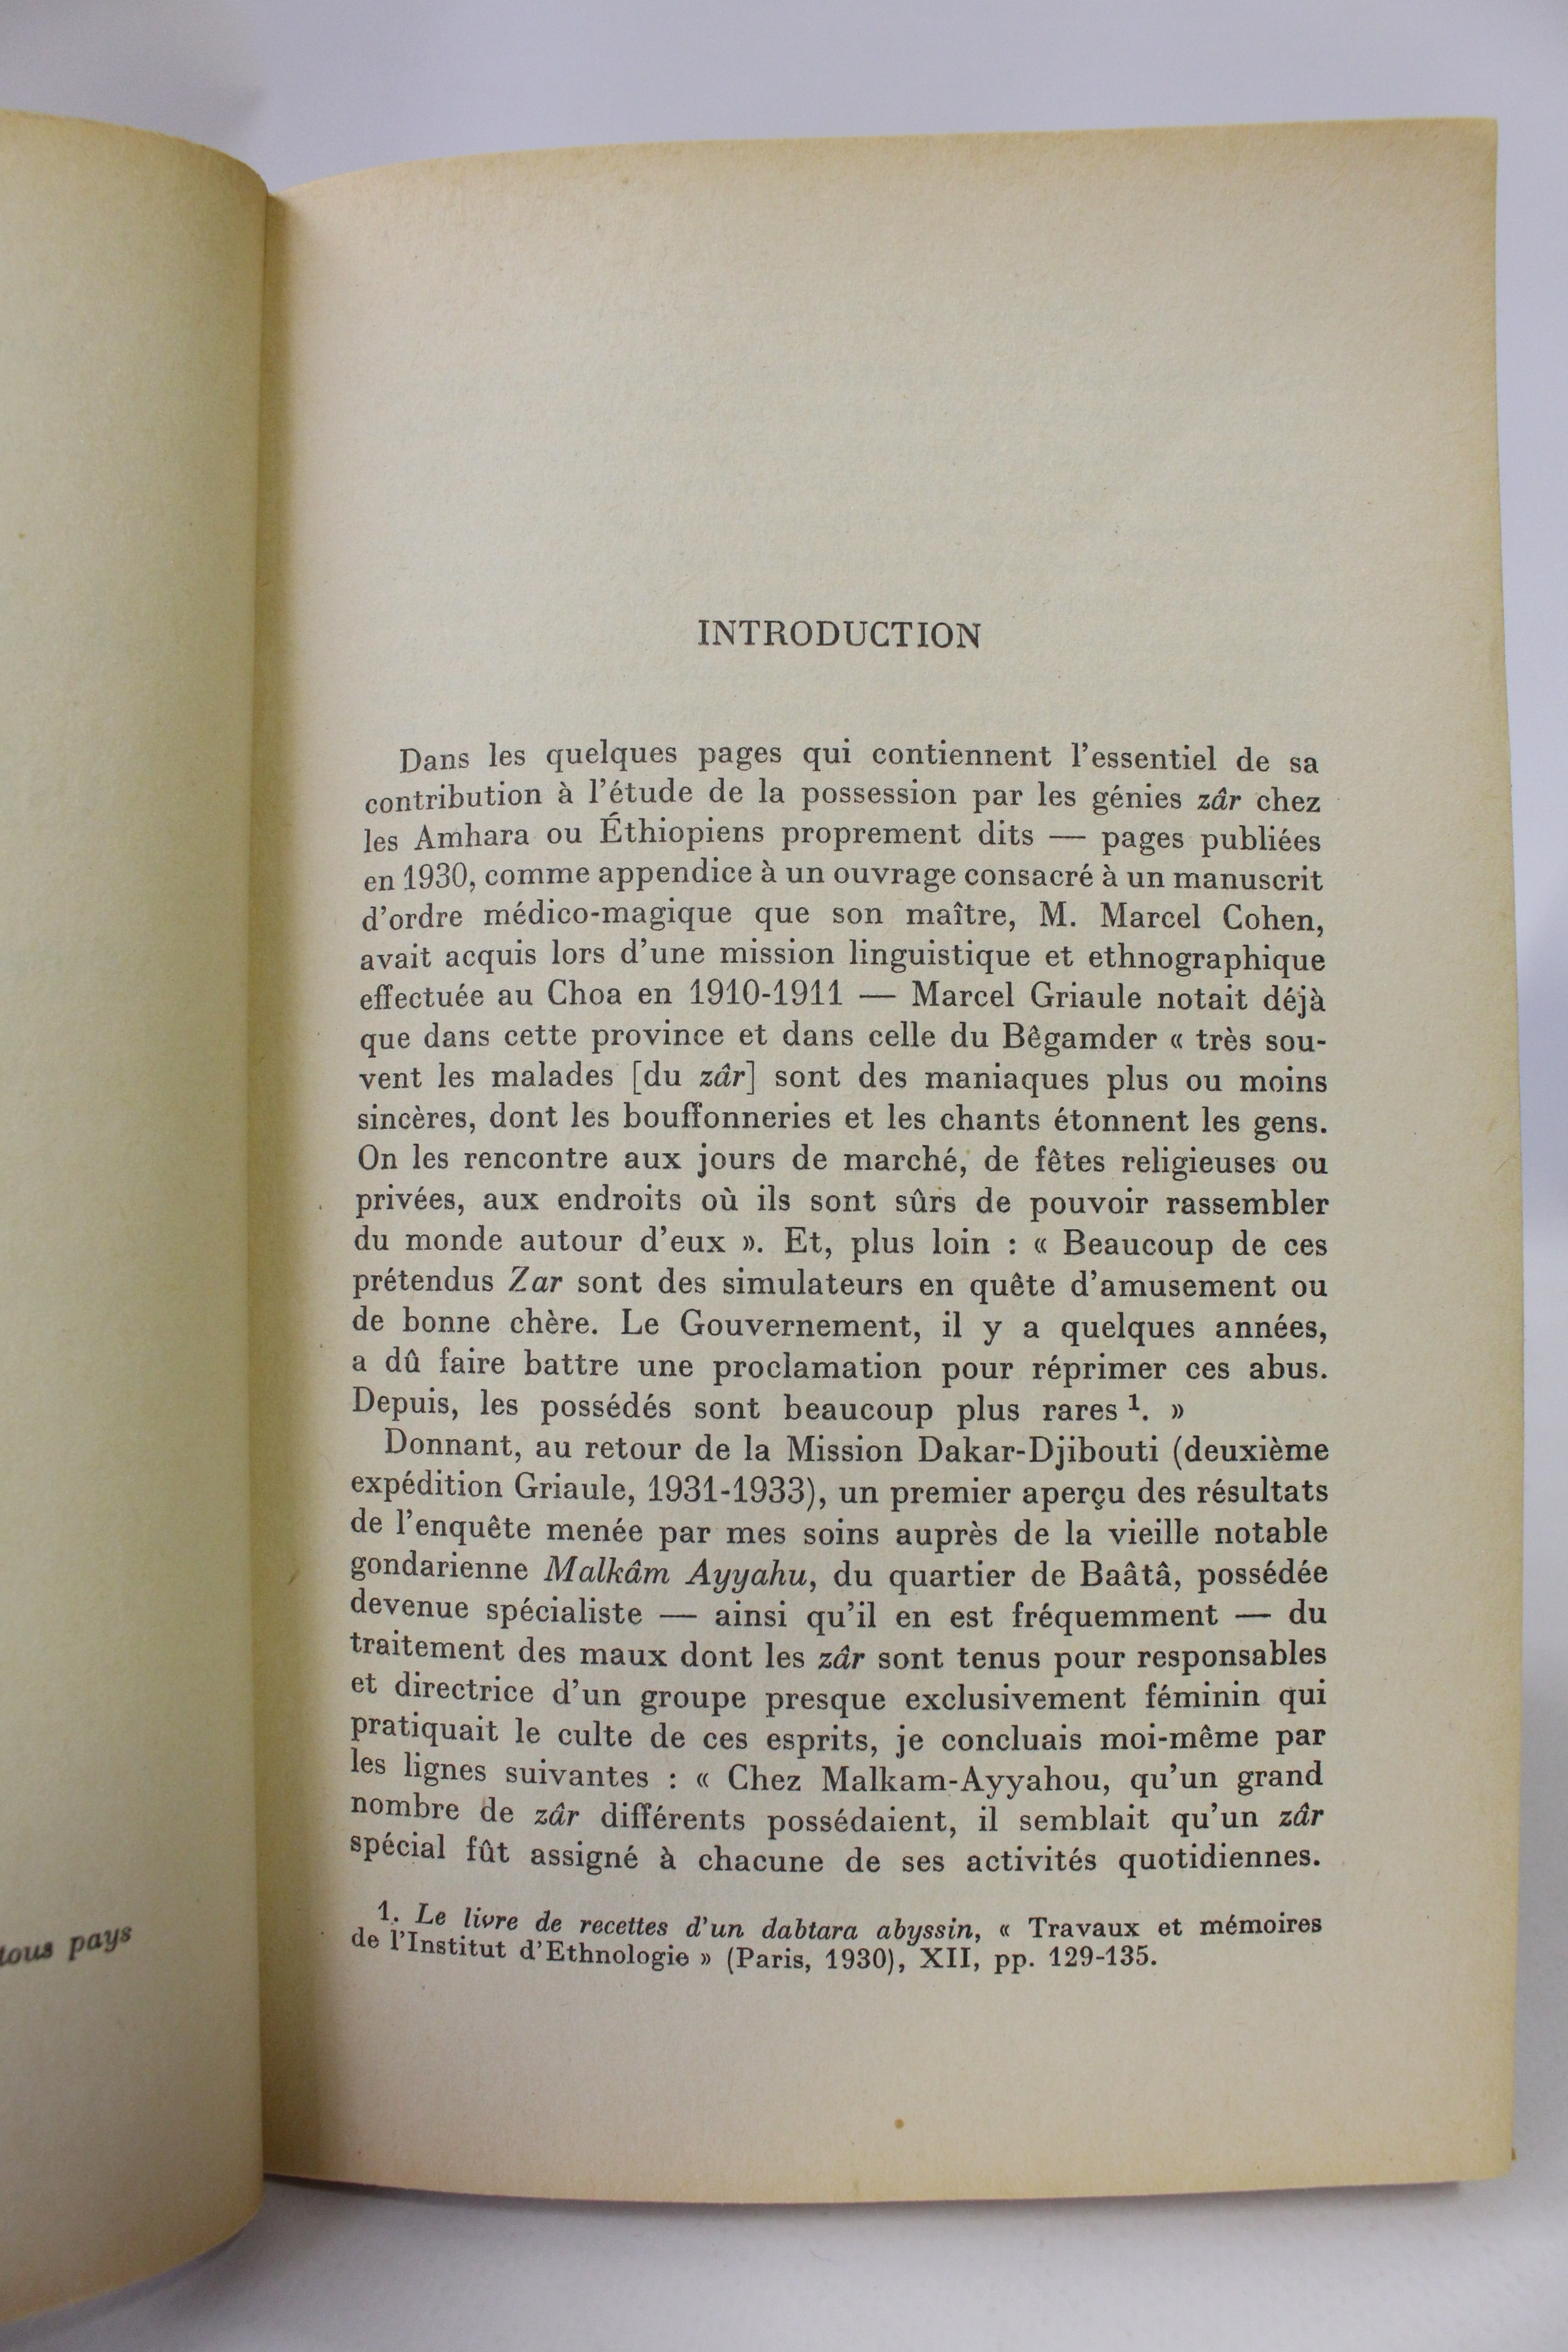 tous pays
INTRODUCTION
Dans les quelques pages qui contiennent l'essentiel de sa
contribution à l'étude de la possession par les génies zâr chez
les Amhara ou Éthiopiens proprement dits — pages publiées
en 1930, comme appendice à un ouvrage consacré à un manuscrit
d'ordre médico-magique que son maître, M. Marcel Cohen,
avait acquis lors d'une mission linguistique et ethnographique
effectuée au Choa en 1910-1911 — Marcel Griaule notait déjà
que dans cette province et dans celle du Bêgamder « très sou-
vent les malades [du zâr] sont des maniaques plus ou moins
sincères, dont les bouffonneries et les chants étonnent les gens.
On les rencontre aux jours de marché, de fêtes religieuses ou
privées, aux endroits où ils sont sûrs de pouvoir rassembler
du monde autour d'eux ». Et, plus loin : « Beaucoup de ces
prétendus Zar sont des simulateurs en quête d'amusement ou
de bonne chère. Le Gouvernement, il y a quelques années,
a dû faire battre une proclamation pour réprimer ces abus.
Depuis, les possédés sont beaucoup plus rares ¹. »
Donnant, au retour de la Mission Dakar-Djibouti (deuxième
expédition Griaule, 1931-1933), un premier aperçu des résultats
de l'enquête menée par mes soins auprès de la vieille notable
gondarienne Malkâm Ayyahu, du quartier de Baâtâ, possédée
devenue spécialiste — ainsi qu'il en est fréquemment — du
traitement des maux dont les zâr sont tenus pour responsables
et directrice d'un groupe presque exclusivement féminin qui
pratiquait le culte de ces esprits, je concluais moi-même par
les lignes suivantes : « Chez Malkam-Ayyahou, qu'un grand
nombre de zâr différents possédaient, il semblait qu'un zâr
spécial fût assigné à chacune de ses activités quotidiennes.
1. Le livre de recettes d'un dabtara abyssin, « Travaux et mémoires
de l'Institut d'Ethnologie » (Paris, 1930), XII, pp. 129-135.